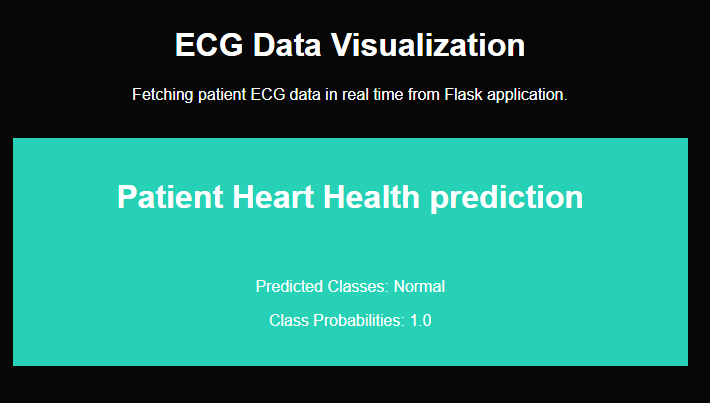 ECG Data Visualization
Fetching patient ECG data in real time from Flask application.
Patient Heart Health prediction
Predicted Classes: Normal
Class Probabilities: 1.0